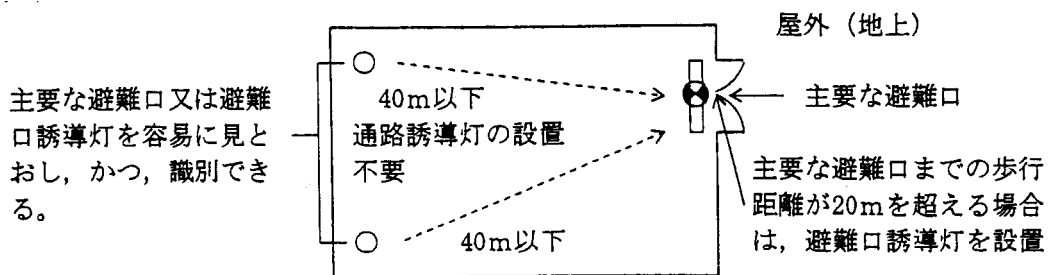 屋外（地上）
主要な避難口又は避難
口誘導灯を容易に見と
おし，かつ，識別でき
る。
40m以下
通路誘導灯の設置
不要
40m以下
主要な避難口
主要な避難口までの歩行
距離が20mを超える場合
は，避難口誘導灯を設置